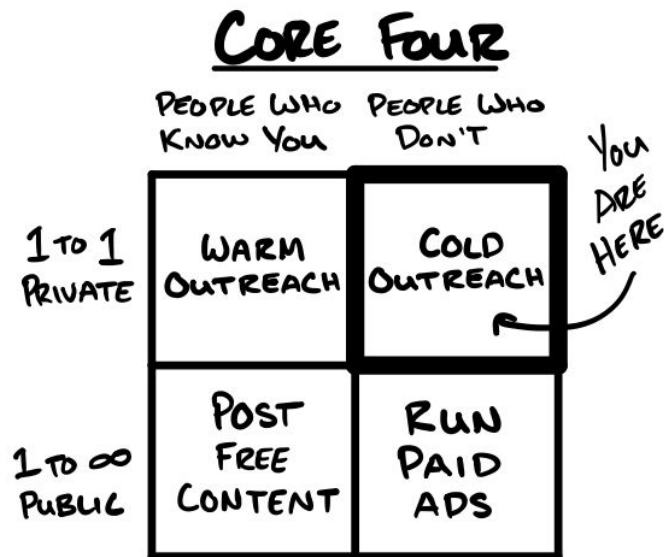 CORE FOUR
PEOPLE WHO
KNOW YOU
PEOPLE WHO
DON'T
YOU
ARE
HERE
1 TO 1
PRIVATE
WARM
OUTREACH
COLD
OUTREACH
1 TO ∞
PUBLIC
POST
FREE
CONTENT
RUN
PAID
ADS